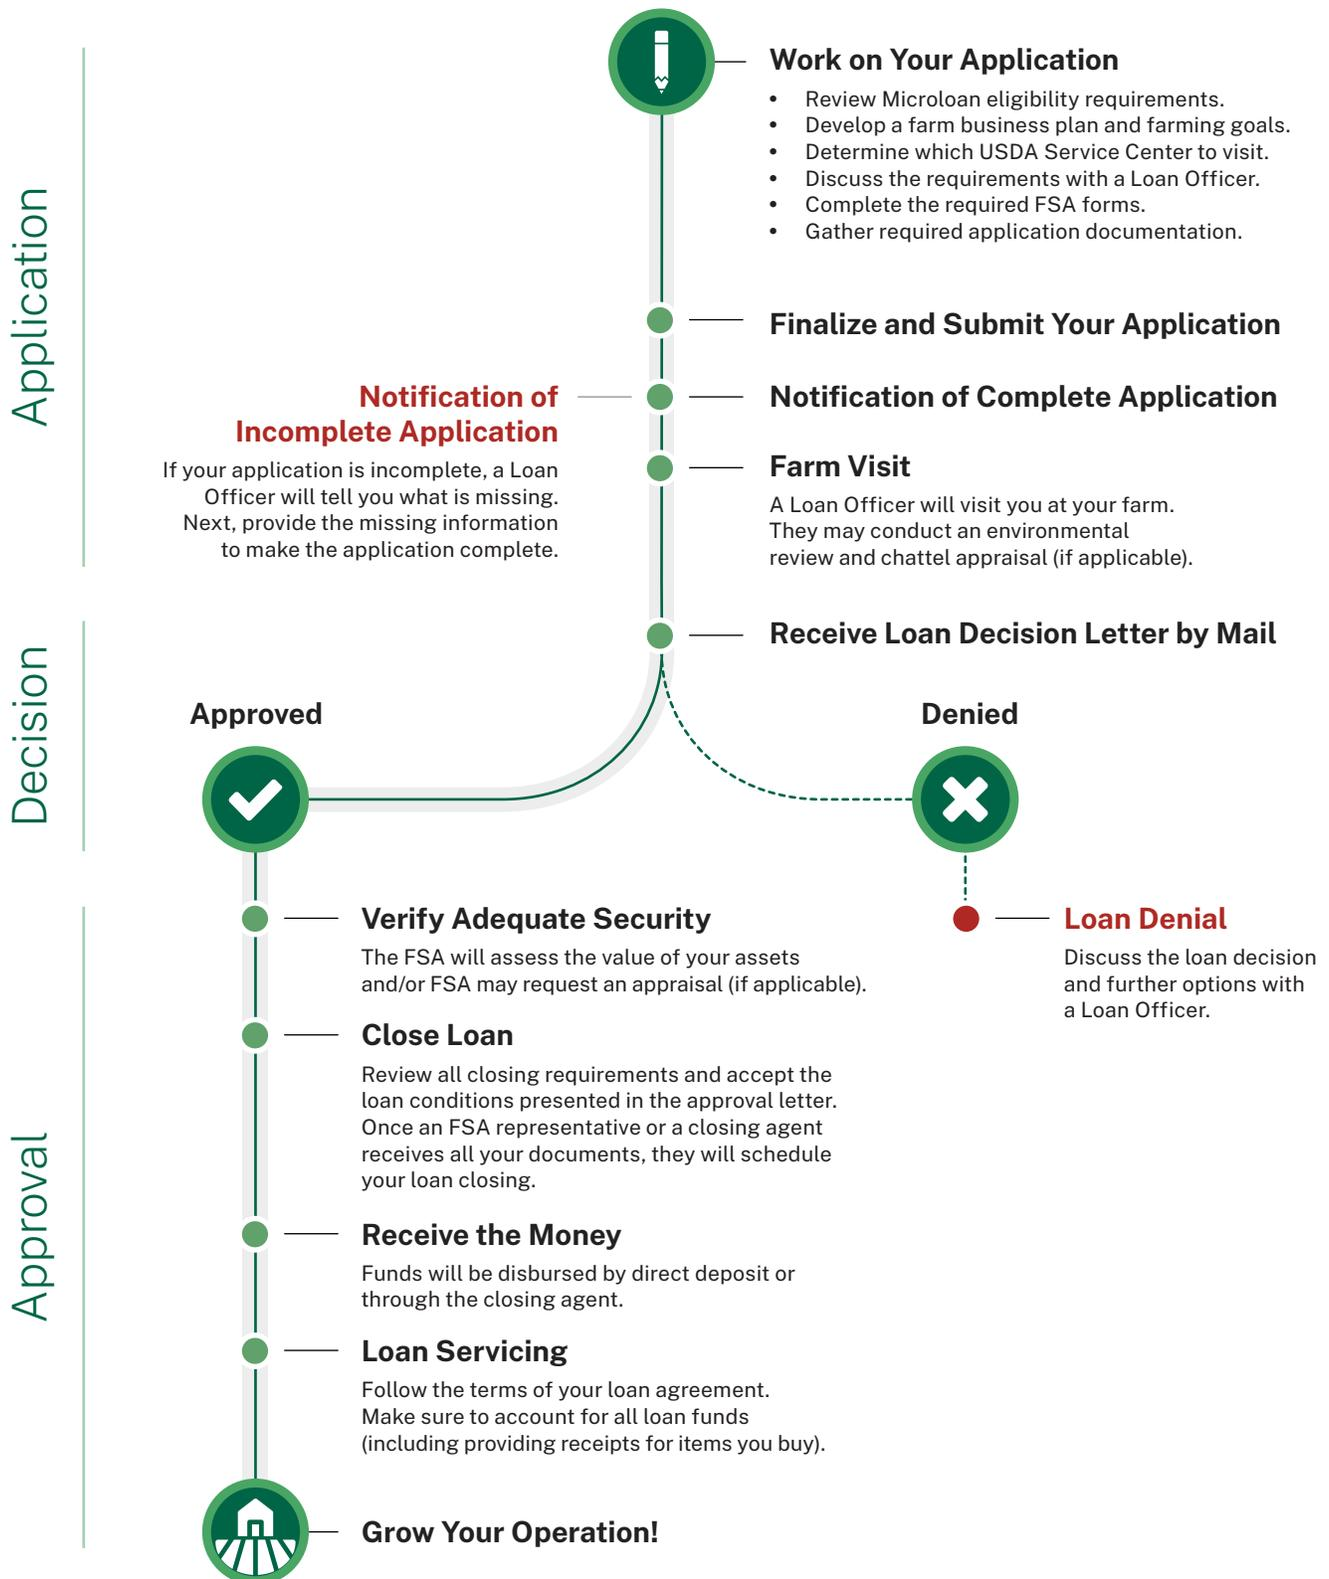 Application
Work on Your Application
• Review Microloan eligibility requirements.
• Develop a farm business plan and farming goals.
• Determine which USDA Service Center to visit.
• Discuss the requirements with a Loan Officer.
• Complete the required FSA forms.
• Gather required application documentation.
Finalize and Submit Your Application
Notification of
Incomplete Application
If your application is incomplete, a Loan
Officer will tell you what is missing.
Next, provide the missing information
to make the application complete.
Notification of Complete Application
Farm Visit
A Loan Officer will visit you at your farm.
They may conduct an environmental
review and chattel appraisal (if applicable).
Decision
Receive Loan Decision Letter by Mail
Approved
Denied
Approval
Verify Adequate Security
The FSA will assess the value of your assets
and/or FSA may request an appraisal (if applicable).
Loan Denial
Discuss the loan decision
and further options with
a Loan Officer.
Close Loan
Review all closing requirements and accept the
loan conditions presented in the approval letter.
Once an FSA representative or a closing agent
receives all your documents, they will schedule
your loan closing.
Receive the Money
Funds will be disbursed by direct deposit or
through the closing agent.
Loan Servicing
Follow the terms of your loan agreement.
Make sure to account for all loan funds
(including providing receipts for items you buy).
Grow Your Operation!